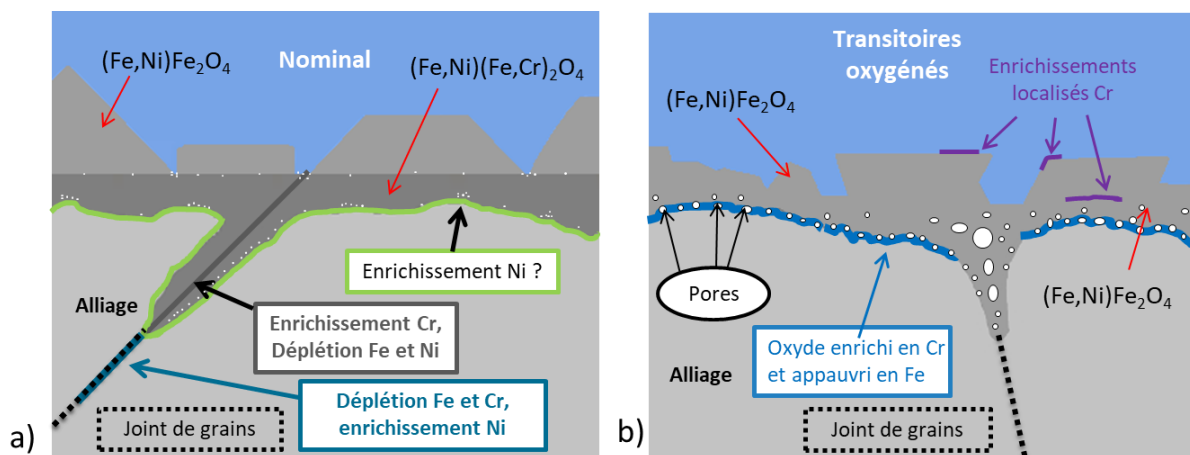 (Fe,Ni)Fe₂O₄
Nominal
(Fe,Ni)(Fe,Cr)₂O₄
Enrichissement Ni ?
Alliage
Enrichissement Cr,
Déplétion Fe et Ni
Déplétion Fe et Cr,
enrichissement Ni
Joint de grains
a)
Transitoires
oxygénés
Enrichissements
localisés Cr
(Fe,Ni)Fe₂O₄
Pores
(Fe,Ni)Fe₂O₄
Oxyde enrichi en Cr
et appauvri en Fe
Alliage
Joint de grains
b)